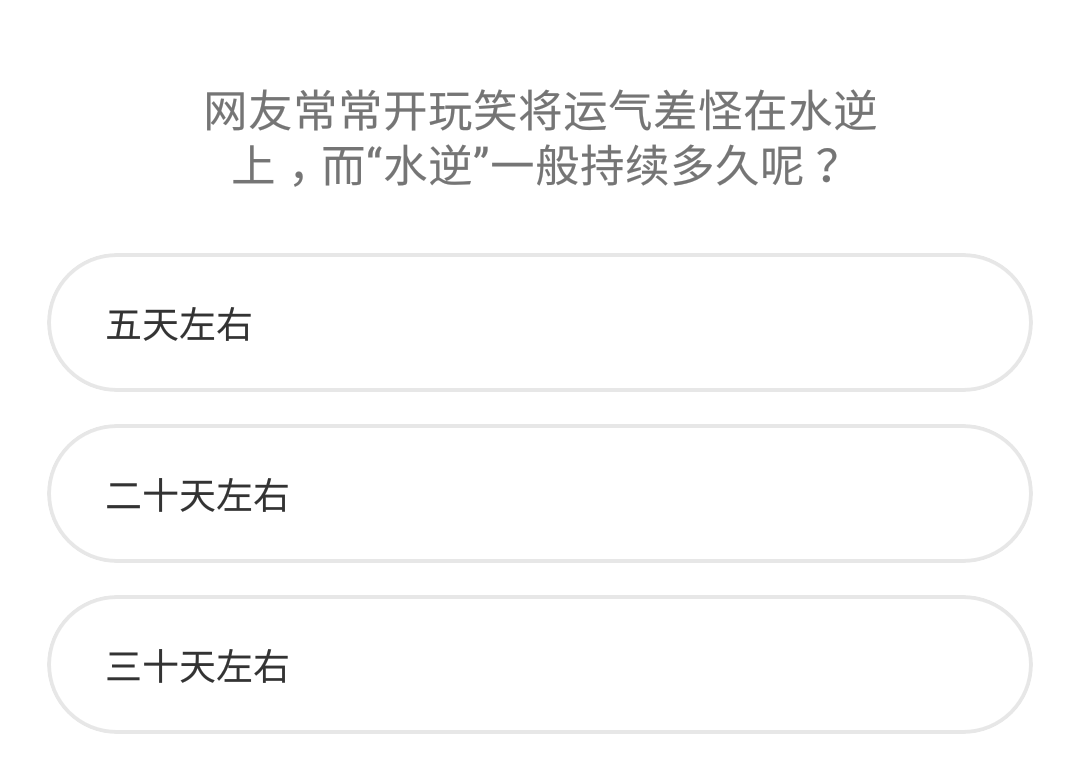 网友常常开玩笑将运气差怪在水逆
上，而“水逆”一般持续多久呢？
五天左右
二十天左右
三十天左右